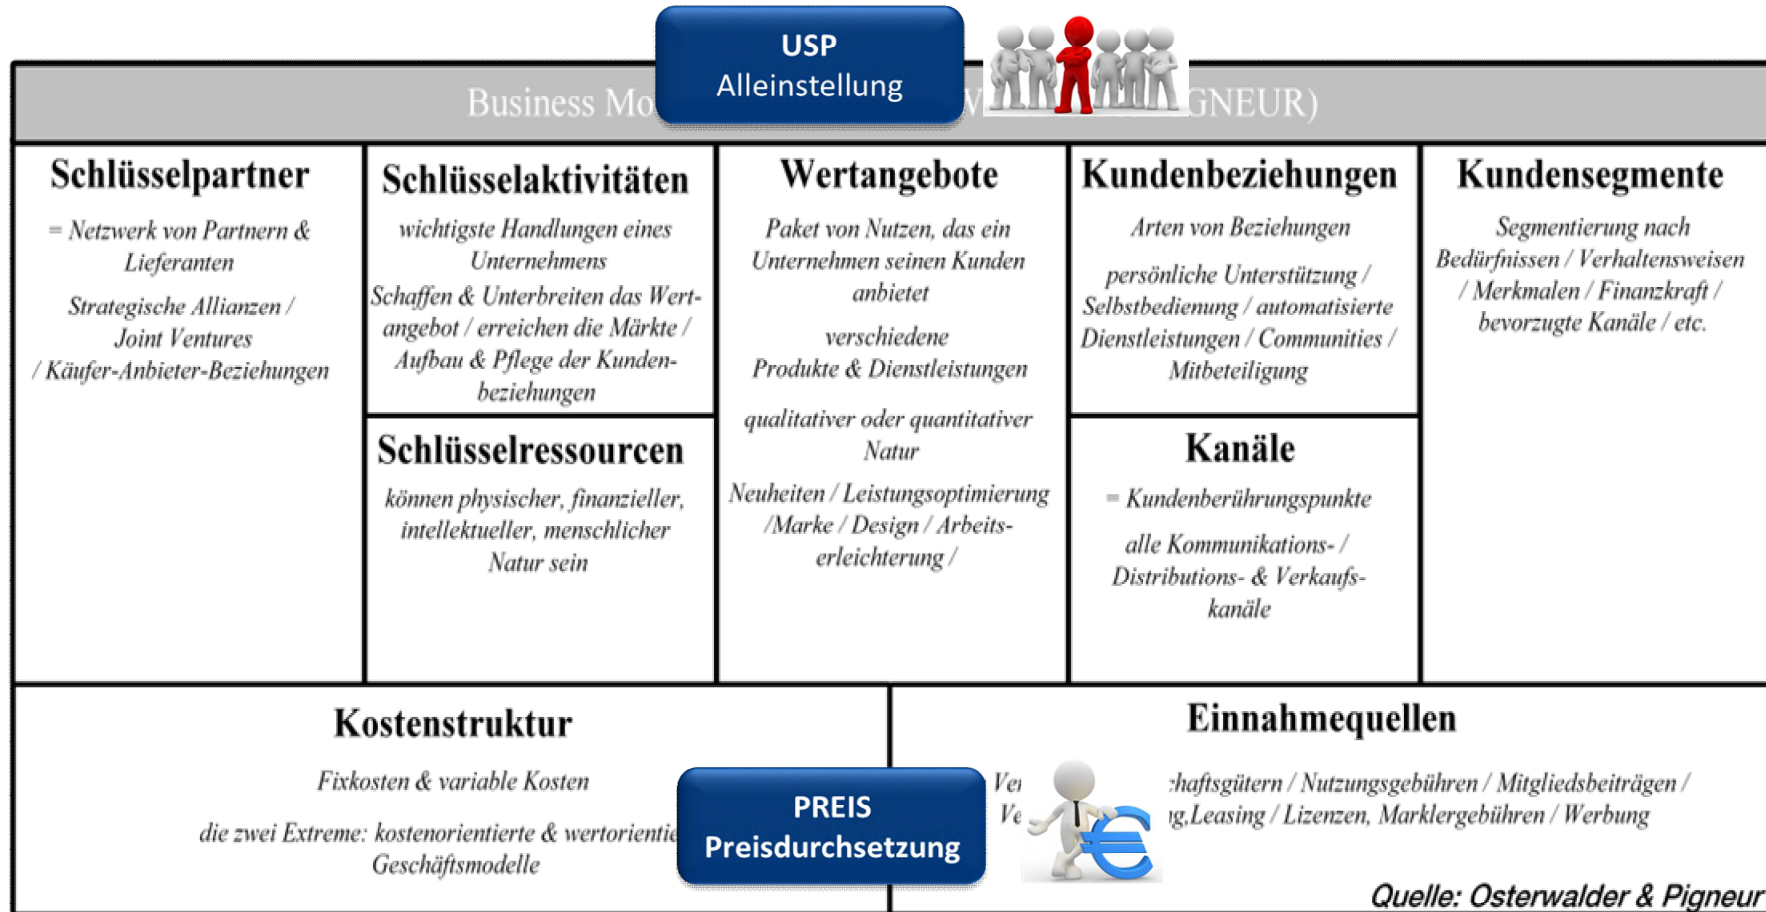 USP
Alleinstellung
Business Mo GNEUR)
Schlüsselpartner
= Netzwerk von Partnern &
Lieferanten
Strategische Allianzen /
Joint Ventures
/ Käufer-Anbieter-Beziehungen
Schlüsselaktivitäten
wichtigste Handlungen eines
Unternehmens
Schaffen & Unterbreiten das Wert-
angebot / erreichen die Märkte /
Aufbau & Pflege der Kunden-
beziehungen
Schlüsselressourcen
können physischer, finanzieller,
intellektueller, menschlicher
Natur sein
Wertangebote
Paket von Nutzen, das ein
Unternehmen seinen Kunden
anbietet
verschiedene
Produkte & Dienstleistungen
qualitativer oder quantitativer
Natur
Neuheiten / Leistungsoptimierung
/Marke / Design / Arbeits-
erleichterung /
Kundenbeziehungen
Arten von Beziehungen
persönliche Unterstützung /
Selbstbedienung / automatisierte
Dienstleistungen / Communities /
Mitbeteiligung
Kanäle
= Kundenberührungspunkte
alle Kommunikations- /
Distributions- & Verkaufs-
kanäle
Kundensegmente
Segmentierung nach
Bedürfnissen / Verhaltensweisen
/ Merkmalen / Finanzkraft /
bevorzugte Kanäle / etc.
Kostenstruktur
Fixkosten & variable Kosten
die zwei Extreme: kostenorientierte & wertorientie
Geschäftsmodelle
PREIS
Preisdurchsetzung
Einnahmequellen
Ver chaftsgütern / Nutzungsgebühren / Mitgliedsbeiträgen /
Ve g,Leasing / Lizenzen, Marklergebühren / Werbung
Quelle: Osterwalder & Pigneur